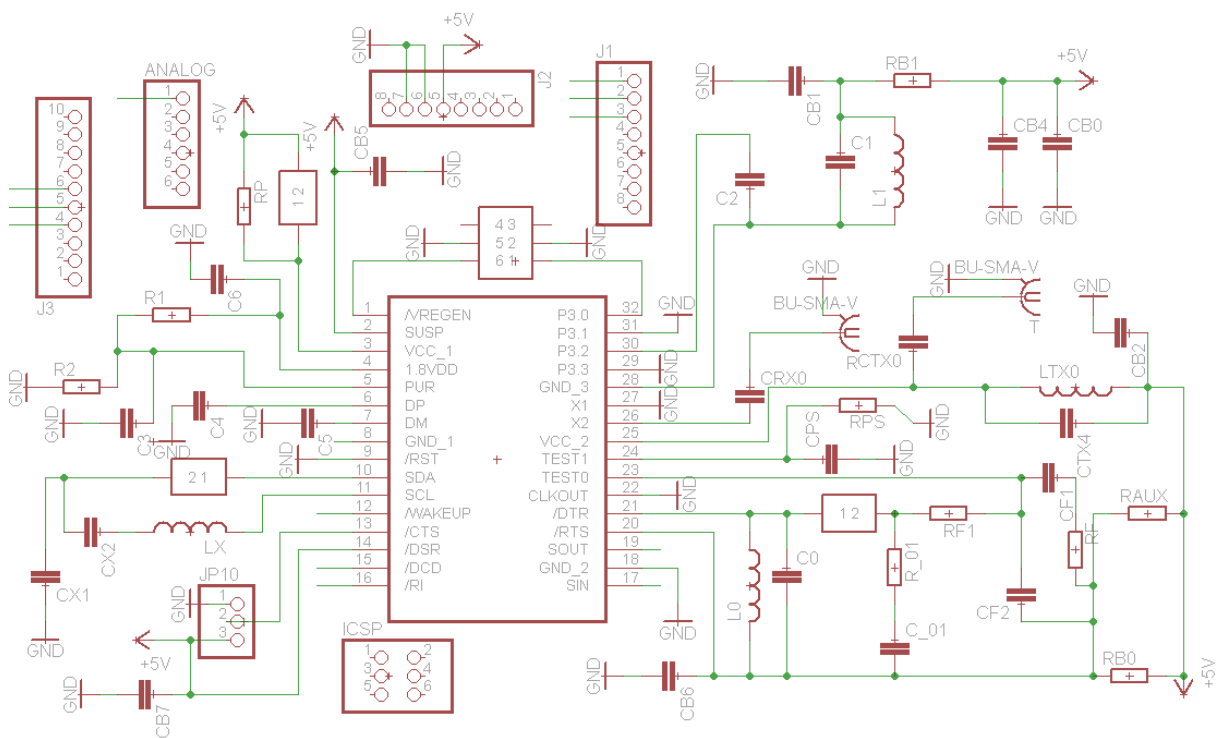 +5V
GND
J2
8 7 6 5 4 3 2 1
J1
1
2
3
4
5
6
7
8
GND
CB1
RB1
+5V
CB4
CB0
GND
GND
C1
L1
C2
ANALOG
1
2
3
4
5
6
J3
10
9
8
7
6
5
4
3
2
1
+5V
+5V
RP
1 2
CB5
GND
GND
C6
R1
R2
GND
GND
C3
GND
C4
GND
C5
GND
GND
4 3
5 2
6 1
GND
1 /VREGEN
2 SUSP
3 VCC_1
4 1.8VDD
5 PUR
6 DP
7 DM
8 GND_1
9 /RST
10 SDA
11 SCL
12 /WAKEUP
13 /CTS
14 /DSR
15 /DCD
16 /RI
P3.0 32
P3.1 31
P3.2 30
P3.3 29
GND_3 28
X1 27
X2 26
VCC_2 25
TEST1 24
TEST0 23
CLKOUT 22
/DTR 21
/RTS 20
SOUT 19
GND_2 18
SIN 17
GND
GND
GND
GND
BU-SMA-V
R
CRX0
GND
BU-SMA-V
T
CTX0
GND
CB2
LTX0
CTX4
RPS
GND
CPS
GND
GND
2 1
CX2
LX
CX1
GND
JP10
GND
1
2
3
+5V
GND
CB7
ICSP
1 2
3 4
5 6
GND
L0
C0
1 2
R_01
C_01
RF1
CF1
RF
RAUX
CF2
RB0
+5V
GND
CB6